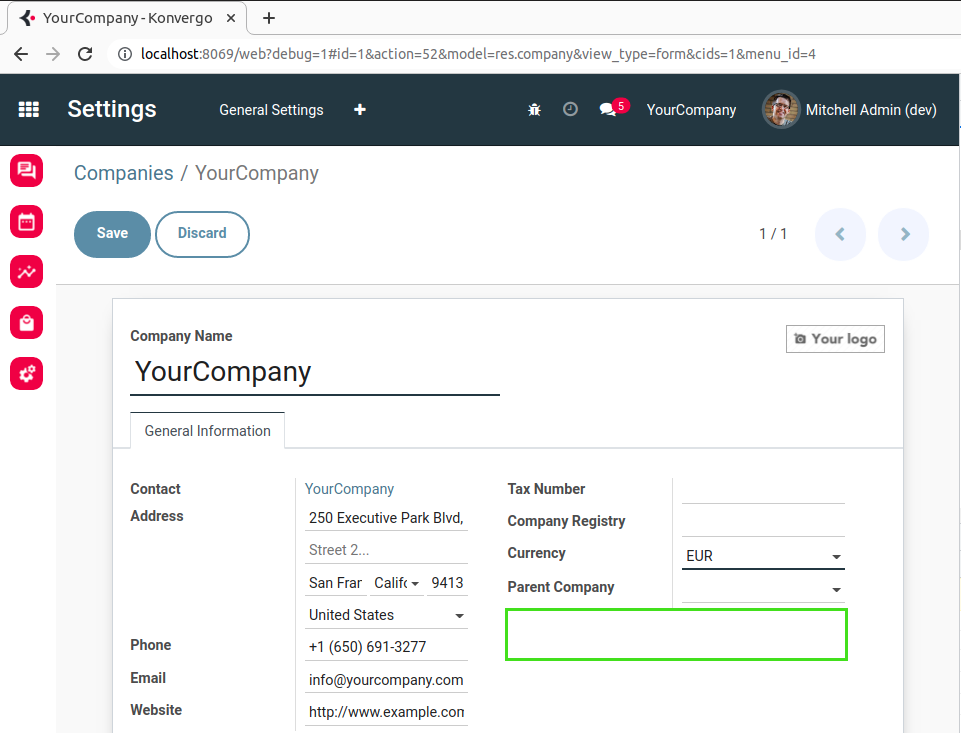 YourCompany - Konvergo
localhost:8069/web?debug=1#id=1&action=52&model=res.company&view_type=form&cids=1&menu_id=4
Settings General Settings 5 YourCompany Mitchell Admin (dev)
Companies / YourCompany
Save Discard 1 / 1
Company Name
Your logo
YourCompany
General Information
Contact YourCompany
Address 250 Executive Park Blvd,
Street 2...
San Fran Califo 9413
United States
Phone +1 (650) 691-3277
Email info@yourcompany.com
Website http://www.example.com
Tax Number
Company Registry
Currency EUR
Parent Company